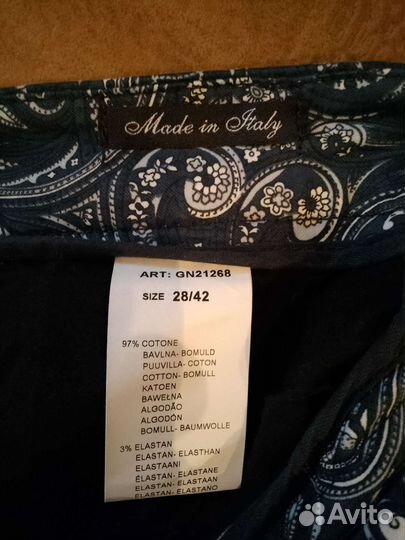 Made in Italy
ART: GN21268
SIZE 28/42
97% COTONE
BAVLNA- BOMULD
PUUVILLA- COTON
COTTON- BOMULL
KATOEN
BAWEŁNA
ALGODÃO
ALGODÓN
BOMULL- BAUMWOLLE
3% ELASTAN
ELASTAN- ELASTHAN
ELASTAANI
ÉLASTAN- ELASTANE
ELASTAN- ELASTAAN
ELASTAN- ELASTANO
Avito